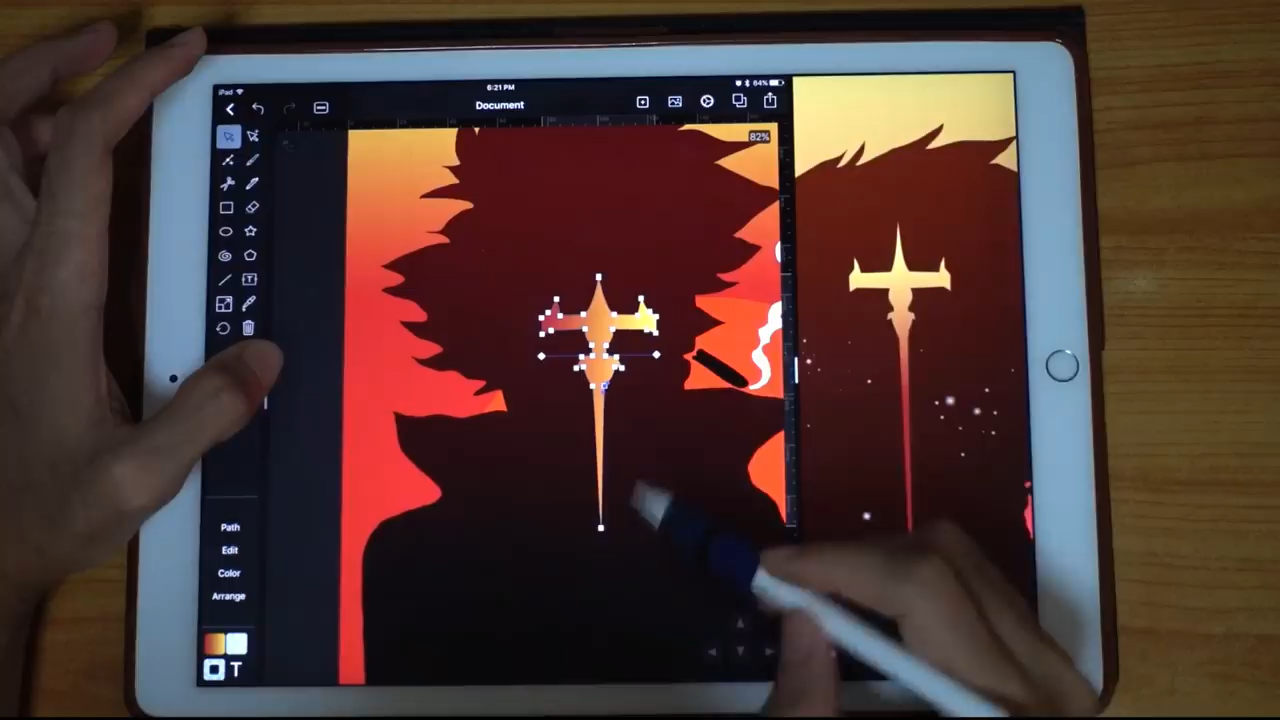 iPad
6:21 PM
64%
Document
82%
T
Path
Edit
Color
Arrange
T